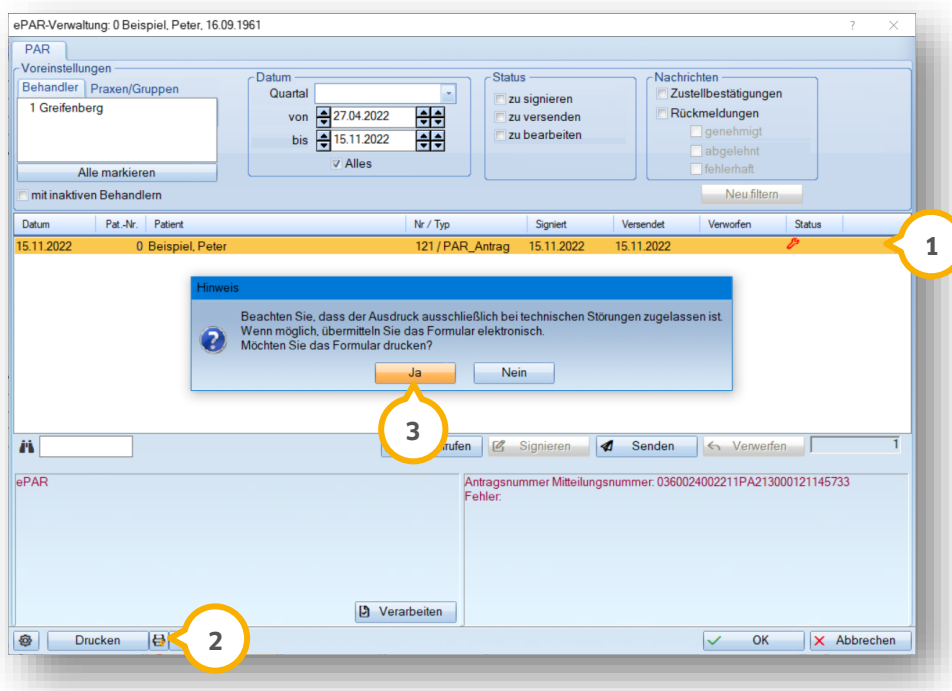 ePAR-Verwaltung: 0 Beispiel, Peter, 16.09.1961
PAR
Voreinstellungen
Behandler Praxen/Gruppen
1 Greifenberg
Alle markieren
mit inaktiven Behandlern
Datum
Quartal
von 27.04.2022
bis 15.11.2022
Alles
Status
zu signieren
zu versenden
zu bearbeiten
Nachrichten
Zustellbestätigungen
Rückmeldungen
genehmigt
abgelehnt
fehlerhaft
Neu filtern
Datum Pat.-Nr. Patient Nr / Typ Signiert Versendet Verworfen Status
15.11.2022 0 Beispiel, Peter 121 / PAR_Antrag 15.11.2022 15.11.2022
1
Hinweis
Beachten Sie, dass der Ausdruck ausschließlich bei technischen Störungen zugelassen ist.
Wenn möglich, übermitteln Sie das Formular elektronisch.
Möchten Sie das Formular drucken?
Ja Nein
3
rufen Signieren Senden Verwerfen 1
ePAR
Antragsnummer Mitteilungsnummer: 0360024002211PA213000121145733
Fehler:
Verarbeiten
Drucken 2 OK Abbrechen